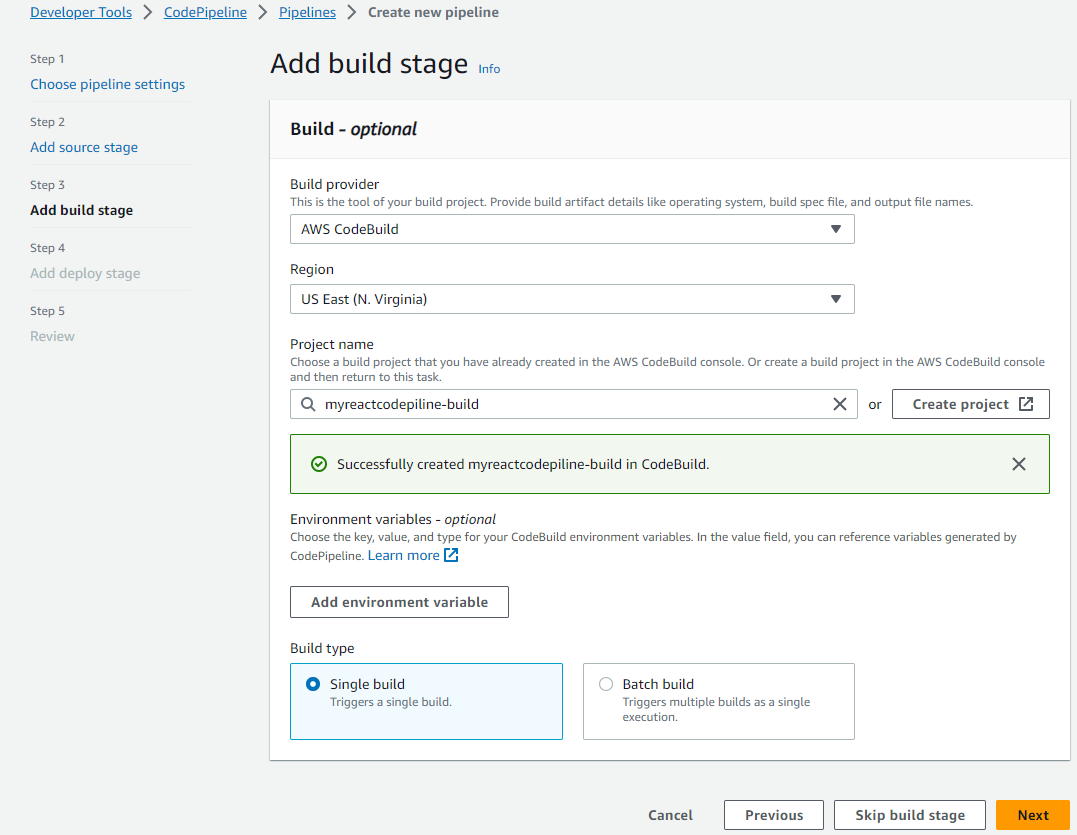 Developer Tools > CodePipeline > Pipelines > Create new pipeline
Step 1
Choose pipeline settings
Step 2
Add source stage
Step 3
Add build stage
Step 4
Add deploy stage
Step 5
Review
Add build stage Info
Build - optional
Build provider
This is the tool of your build project. Provide build artifact details like operating system, build spec file, and output file names.
AWS CodeBuild
Region
US East (N. Virginia)
Project name
Choose a build project that you have already created in the AWS CodeBuild console. Or create a build project in the AWS CodeBuild console
and then return to this task.
myreactcodepiline-build or Create project
Successfully created myreactcodepiline-build in CodeBuild.
Environment variables - optional
Choose the key, value, and type for your CodeBuild environment variables. In the value field, you can reference variables generated by
CodePipeline. Learn more
Add environment variable
Build type
Single build
Triggers a single build.
Batch build
Triggers multiple builds as a single
execution.
Cancel Previous Skip build stage Next